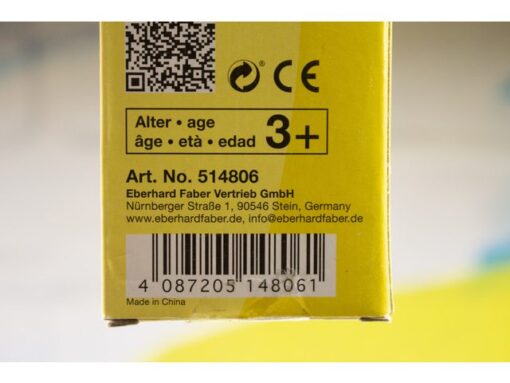 ® CE
Alter • age
âge • età • edad 3+
Art. No. 514806
Eberhard Faber Vertrieb GmbH
Nürnberger Straße 1, 90546 Stein, Germany
www.eberhardfaber.de, info@eberhardfaber.de
4 087205 148061
Made in China